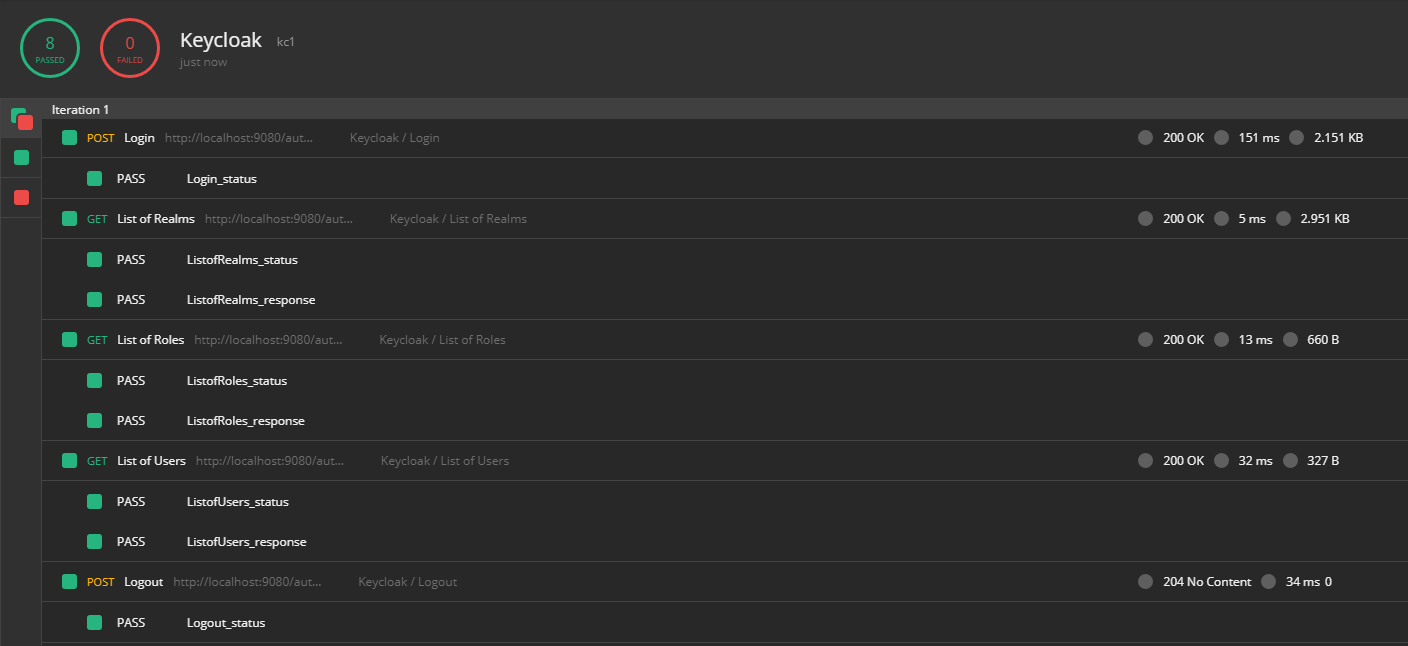 8 PASSED 0 FAILED Keycloak kc1
just now
Iteration 1
POST Login http://localhost:9080/aut... Keycloak / Login 200 OK 151 ms 2.151 KB
PASS Login_status
GET List of Realms http://localhost:9080/aut... Keycloak / List of Realms 200 OK 5 ms 2.951 KB
PASS ListofRealms_status
PASS ListofRealms_response
GET List of Roles http://localhost:9080/aut... Keycloak / List of Roles 200 OK 13 ms 660 B
PASS ListofRoles_status
PASS ListofRoles_response
GET List of Users http://localhost:9080/aut... Keycloak / List of Users 200 OK 32 ms 327 B
PASS ListofUsers_status
PASS ListofUsers_response
POST Logout http://localhost:9080/aut... Keycloak / Logout 204 No Content 34 ms 0
PASS Logout_status